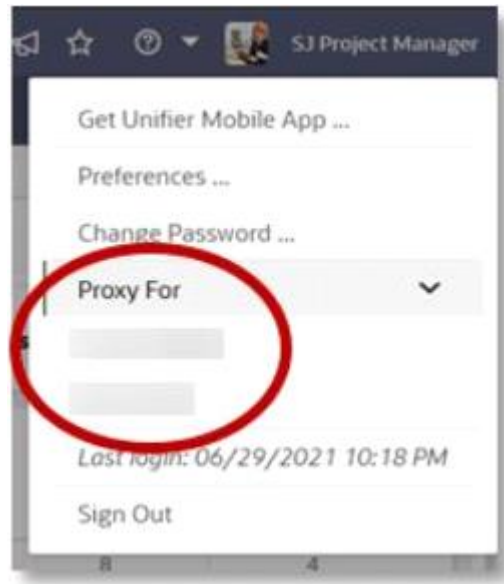 SJ Project Manager
Get Unifier Mobile App ...
Preferences ...
Change Password ...
Proxy For
s
Last login: 06/29/2021 10:18 PM
Sign Out
8 4